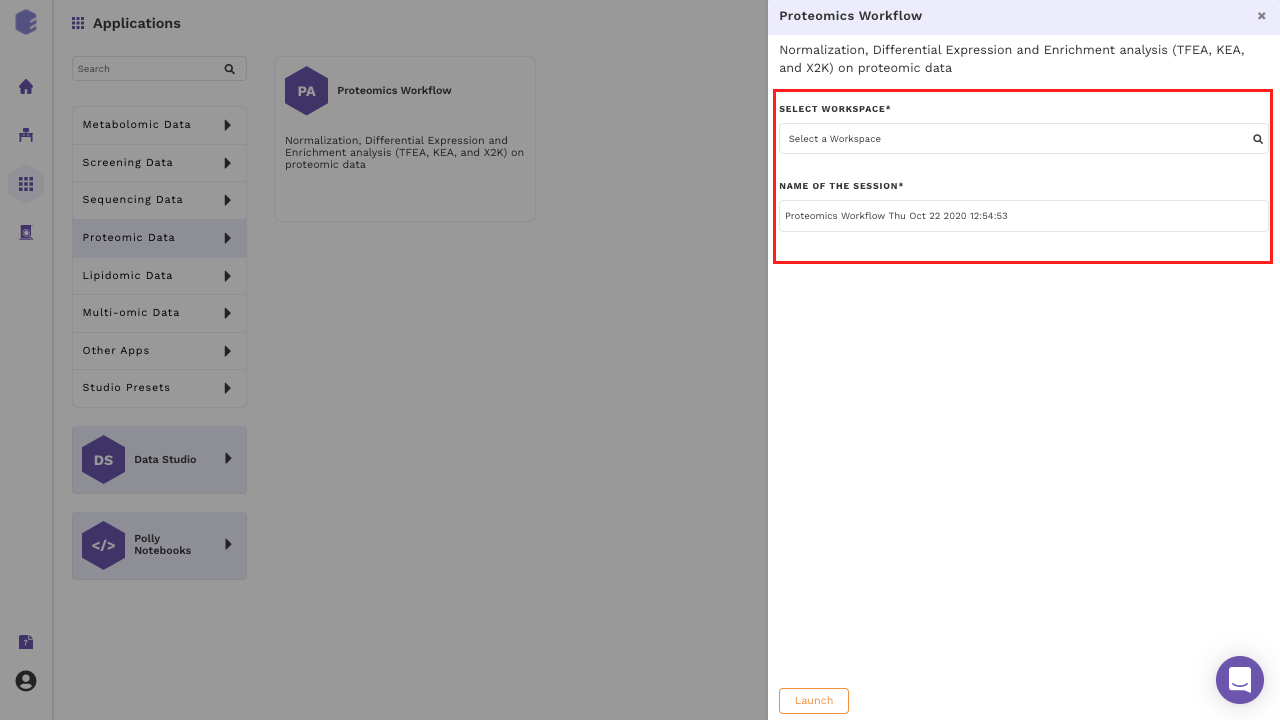 Applications
Search
Metabolomic Data
Screening Data
Sequencing Data
Proteomic Data
Lipidomic Data
Multi-omic Data
Other Apps
Studio Presets
DS
Data Studio
</>
Polly
Notebooks
PA
Proteomics Workflow
Normalization, Differential Expression and
Enrichment analysis (TFEA, KEA, and X2K) on
proteomic data
Proteomics Workflow
Normalization, Differential Expression and Enrichment analysis (TFEA, KEA,
and X2K) on proteomic data
SELECT WORKSPACE*
Select a Workspace
NAME OF THE SESSION*
Proteomics Workflow Thu Oct 22 2020 12:54:53
Launch
?